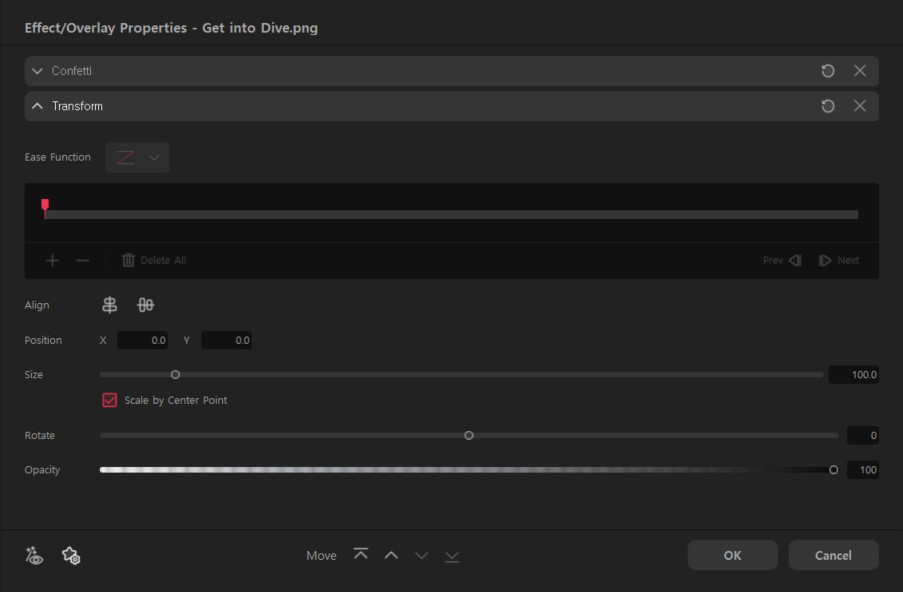 Effect/Overlay Properties - Get into Dive.png
Confetti
Transform
Ease Function
Delete All
Prev
Next
Align
Position X 0.0 Y 0.0
Size 100.0
Scale by Center Point
Rotate 0
Opacity 100
Move
OK
Cancel